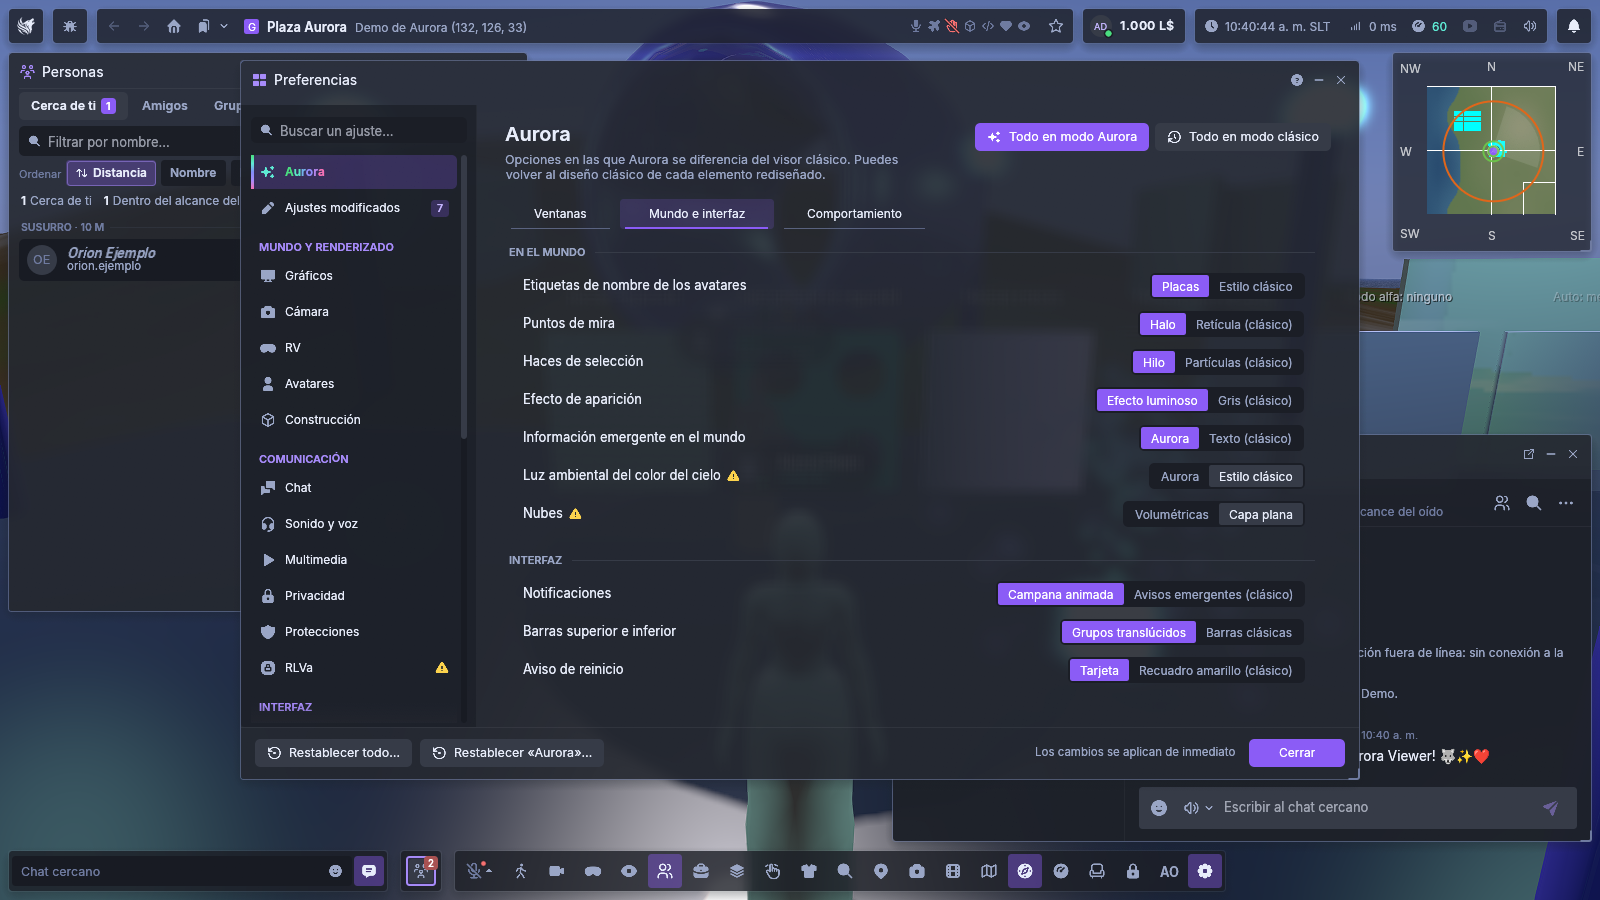 Plaza Aurora Demo de Aurora (132, 126, 33)
AD 1.000 L$
10:40:44 a. m. SLT 0 ms 60
Personas
Cerca de ti 1 Amigos Grup
Filtrar por nombre...
Ordenar Distancia Nombre
1 Cerca de ti 1 Dentro del alcance del
SUSURRO · 10 M
OE Orion Ejemplo
orion.ejemplo
Preferencias
Buscar un ajuste...
Aurora
Ajustes modificados 7
MUNDO Y RENDERIZADO
Gráficos
Cámara
RV
Avatares
Construcción
COMUNICACIÓN
Chat
Sonido y voz
Multimedia
Privacidad
Protecciones
RLVa
INTERFAZ
Aurora
Todo en modo Aurora Todo en modo clásico
Opciones en las que Aurora se diferencia del visor clásico. Puedes
volver al diseño clásico de cada elemento rediseñado.
Ventanas Mundo e interfaz Comportamiento
EN EL MUNDO
Etiquetas de nombre de los avatares Placas Estilo clásico
Puntos de mira Halo Retícula (clásico)
Haces de selección Hilo Partículas (clásico)
Efecto de aparición Efecto luminoso Gris (clásico)
Información emergente en el mundo Aurora Texto (clásico)
Luz ambiental del color del cielo Aurora Estilo clásico
Nubes Volumétricas Capa plana
INTERFAZ
Notificaciones Campana animada Avisos emergentes (clásico)
Barras superior e inferior Grupos translúcidos Barras clásicas
Aviso de reinicio Tarjeta Recuadro amarillo (clásico)
Restablecer todo... Restablecer «Aurora»... Los cambios se aplican de inmediato Cerrar
NW N NE
W E
SW S SE
do alfa: ninguno Auto: m
cance del oído
ción fuera de línea: sin conexión a la
Demo.
10:40 a. m.
rora Viewer! 🐺✨❤️
Escribir al chat cercano
Chat cercano
2
AO